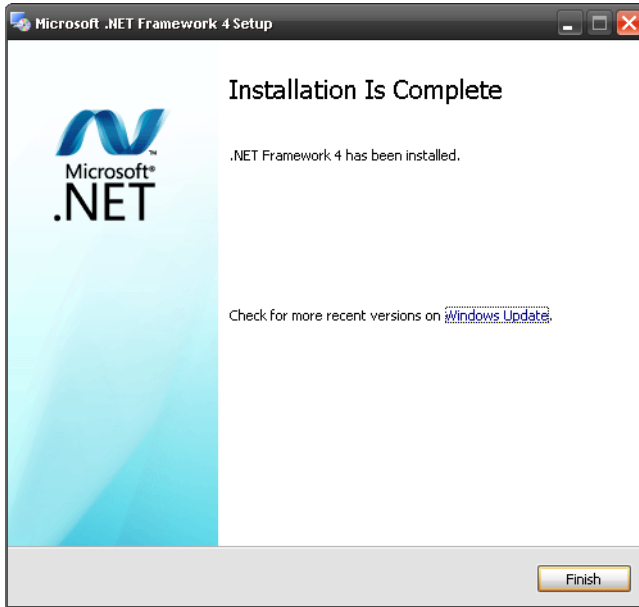 Microsoft .NET Framework 4 Setup
Installation Is Complete
.NET Framework 4 has been installed.
Microsoft®
.NET™
Check for more recent versions on Windows Update.
Finish